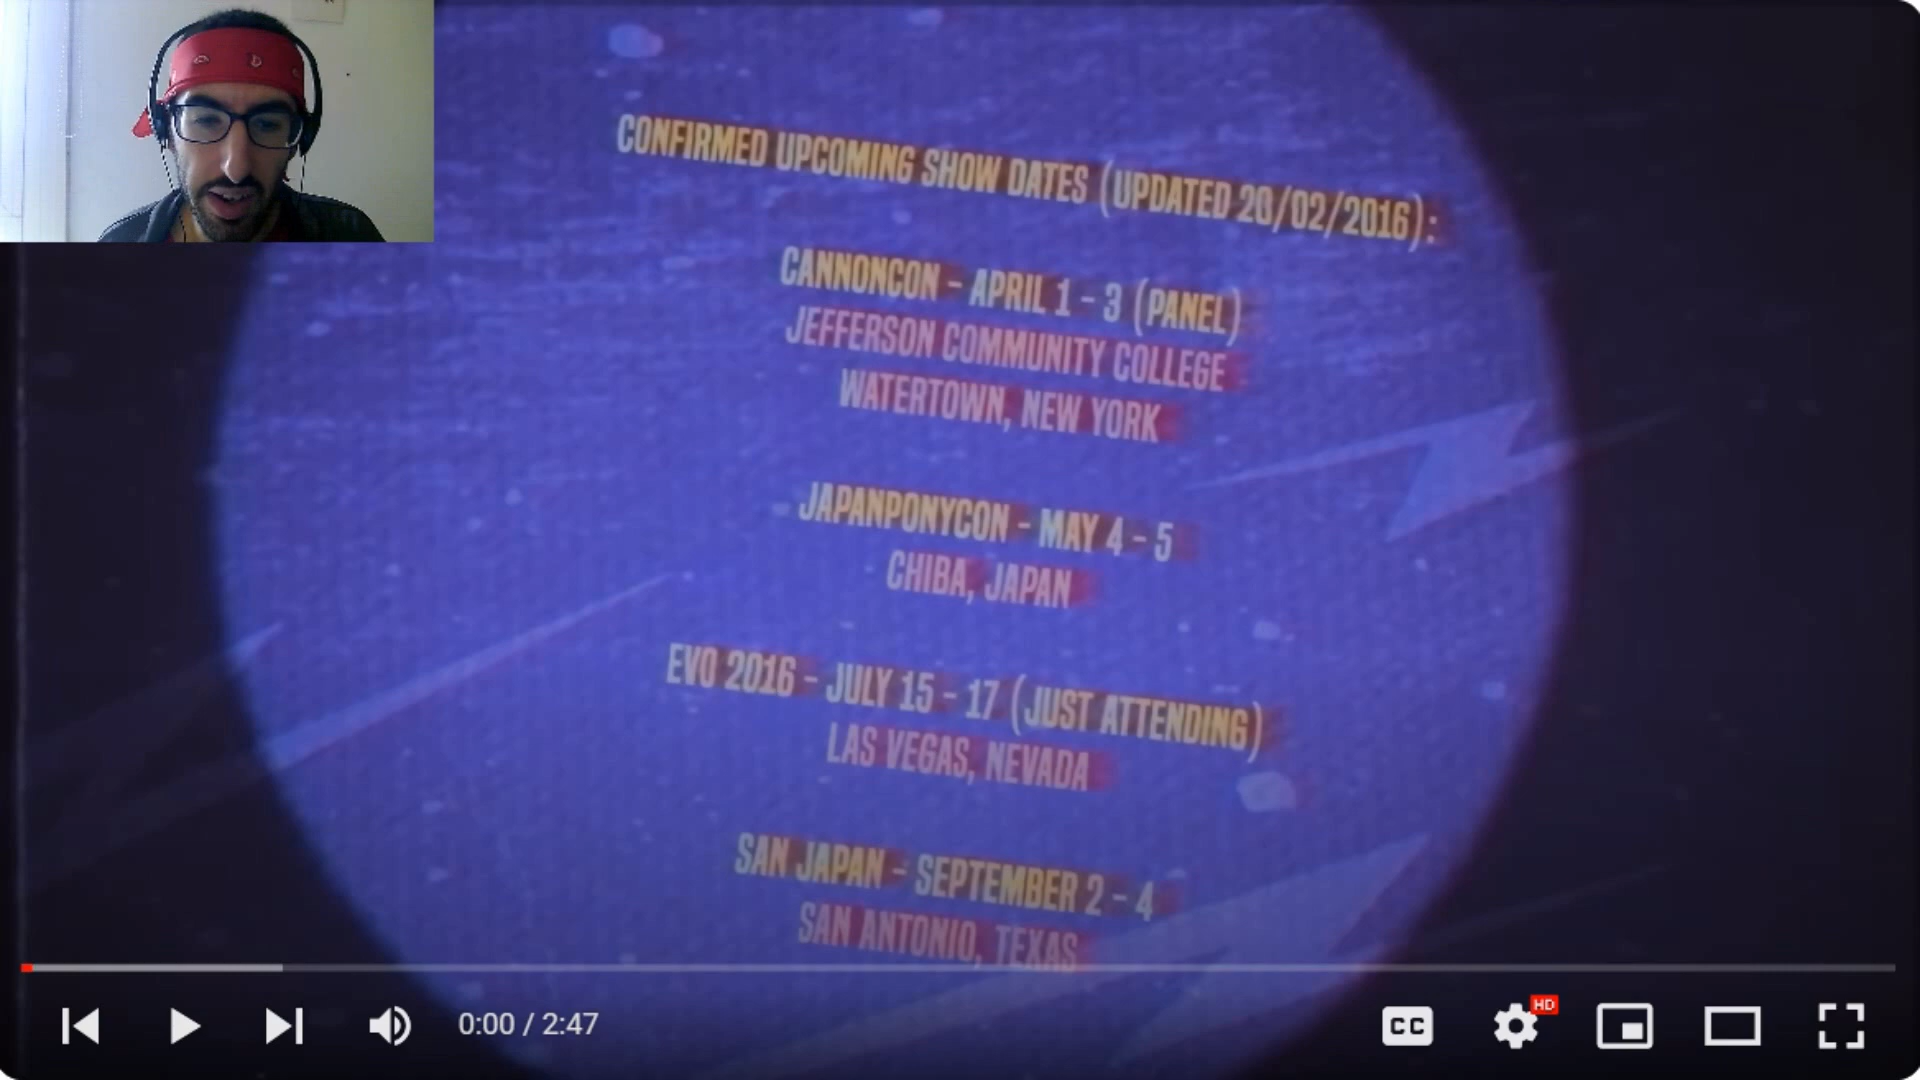 CONFIRMED UPCOMING SHOW DATES (UPDATED 20/02/2016):
CANNONCON - APRIL 1 - 3 (PANEL)
JEFFERSON COMMUNITY COLLEGE
WATERTOWN, NEW YORK
JAPANPONYCON - MAY 4 - 5
CHIBA, JAPAN
EVO 2016 - JULY 15 - 17 (JUST ATTENDING)
LAS VEGAS, NEVADA
SAN JAPAN - SEPTEMBER 2 - 4
SAN ANTONIO, TEXAS
0:00 / 2:47
CC
HD